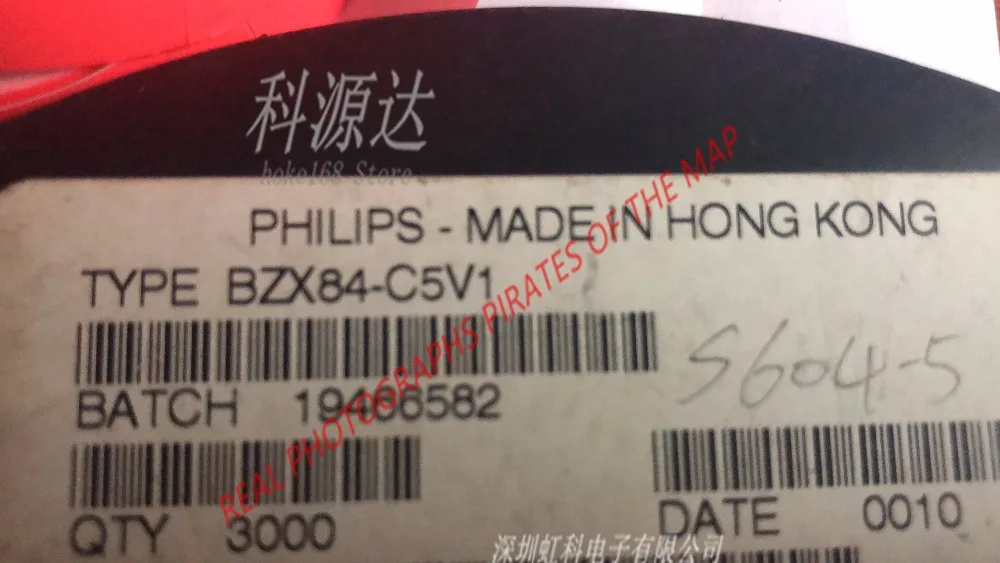 科源达
hoke168 Store
PHILIPS - MADE IN HONG KONG
TYPE BZX84-C5V1
S604-5
BATCH 19486582
QTY 3000
DATE 0010
REAL PHOTOGRAPHS PIRATES OF THE MAP
深圳虹科电子有限公司